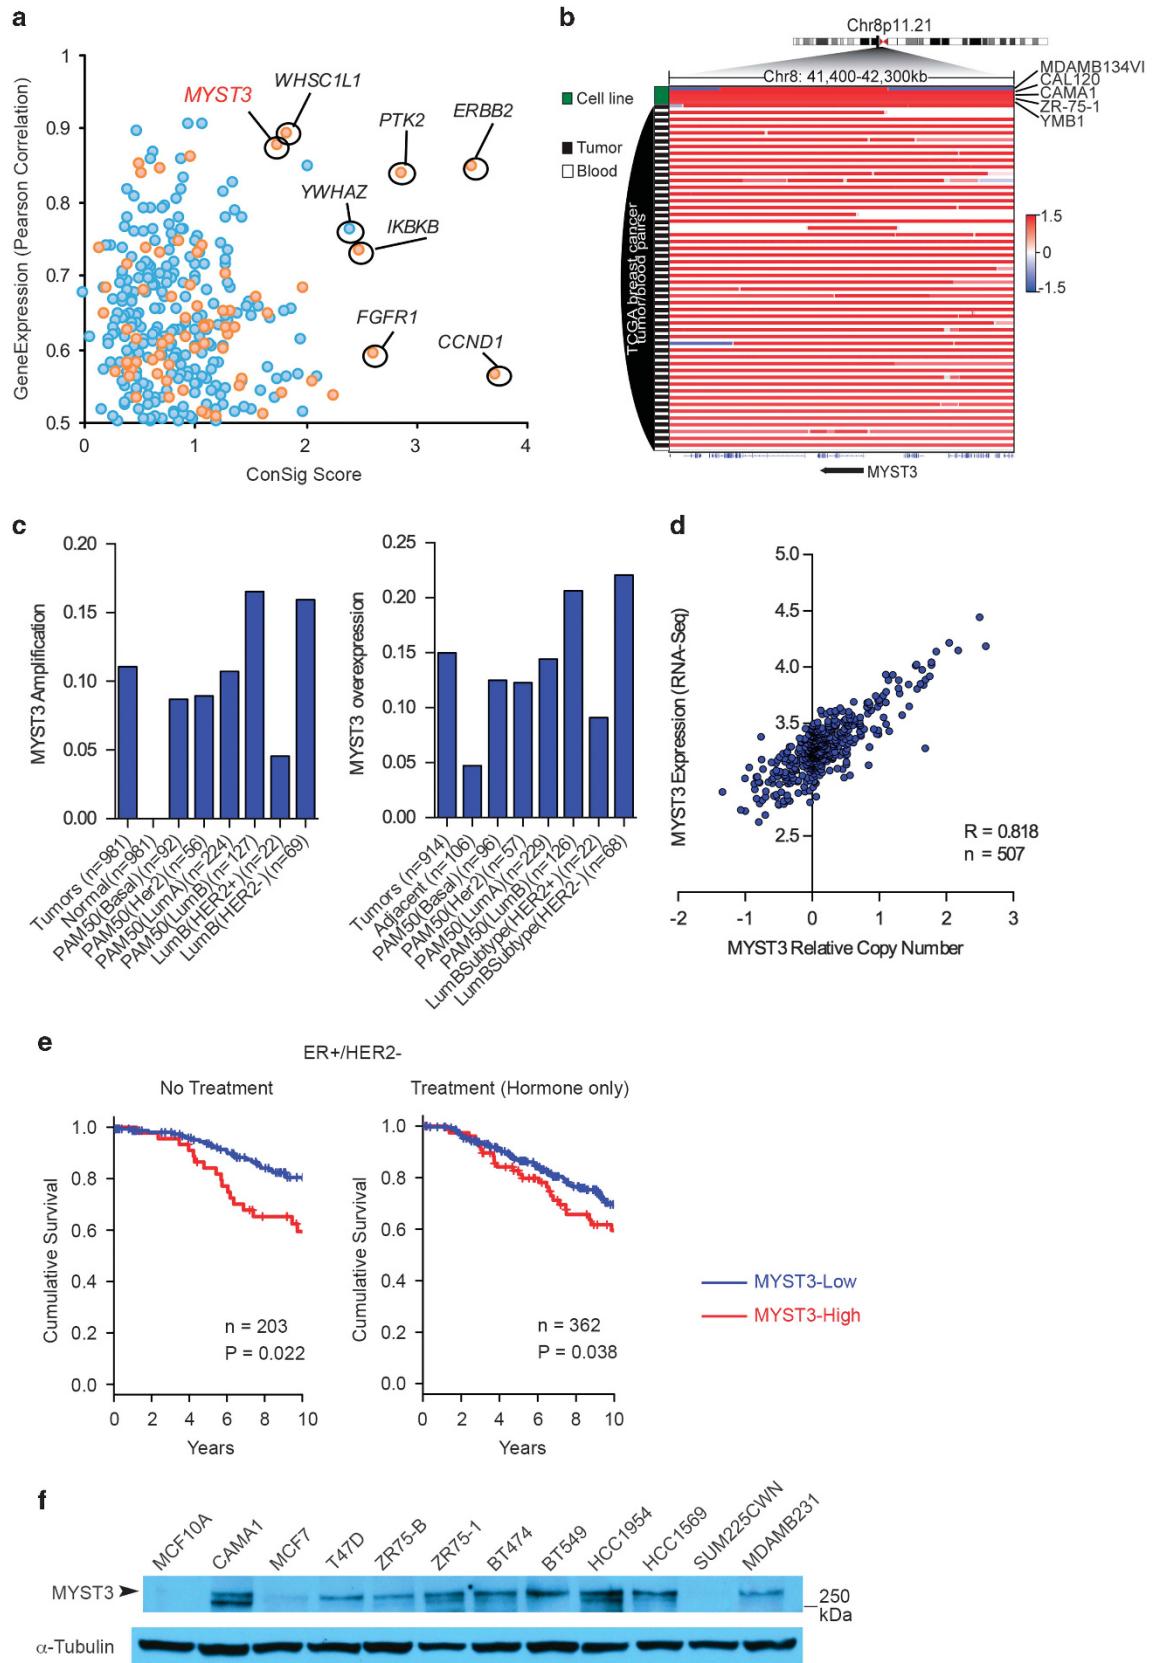 a
GeneExpression (Pearson Correlation)
1
0.9
0.8
0.7
0.6
0.5
0
1
2
3
4
ConSig Score
MYST3
WHSC1L1
PTK2
ERBB2
YWHAZ
IKBKB
FGFR1
CCND1
b
Chr8p11.21
Chr8: 41,400-42,300kb
MDAMB134VI
CAL120
CAMA1
ZR-75-1
YMB1
Cell line
Tumor
Blood
TCGA breast cancer
tumor/blood pairs
1.5
0
-1.5
MYST3
c
MYST3 Amplification
0.20
0.15
0.10
0.05
0.00
Tumors (n=981)
Normal(n=981)
PAM50(Basal)(n=92)
PAM50(Her2)(n=56)
PAM50(LumA)(n=224)
PAM50(LumB)(n=127)
LumB(HER2+)(n=22)
LumB(HER2-)(n=69)
MYST3 overexpression
0.25
0.20
0.15
0.10
0.05
0.00
Tumors (n=914)
Adjacent (n=106)
PAM50(Basal)(n=96)
PAM50(Her2)(n=57)
PAM50(LumA)(n=229)
PAM50(LumB)(n=126)
LumBSubtype(HER2+)(n=22)
LumBSubtype(HER2-)(n=68)
d
MYST3 Expression (RNA-Seq)
5.0
4.5
4.0
3.5
2.5
R = 0.818
n = 507
-2
-1
0
1
2
3
MYST3 Relative Copy Number
e
ER+/HER2-
No Treatment
Cumulative Survival
1.0
0.8
0.6
0.4
0.2
0.0
n = 203
P = 0.022
0
2
4
6
8
10
Years
Treatment (Hormone only)
Cumulative Survival
1.0
0.8
0.6
0.4
0.2
0.0
n = 362
P = 0.038
0
2
4
6
8
10
Years
MYST3-Low
MYST3-High
f
MCF10A
CAMA1
MCF7
T47D
ZR75-B
ZR75-1
BT474
BT549
HCC1954
HCC1569
SUM225CWN
MDAMB231
MYST3
250
kDa
α-Tubulin